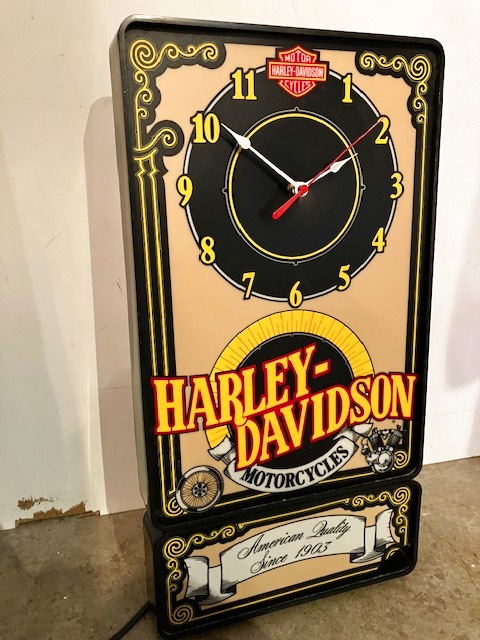 MOTOR
HARLEY-DAVIDSON
CYCLES
11
1
10
2
9
3
8
4
7
5
6
HARLEY-
DAVIDSON
MOTORCYCLES
American Quality
Since 1903